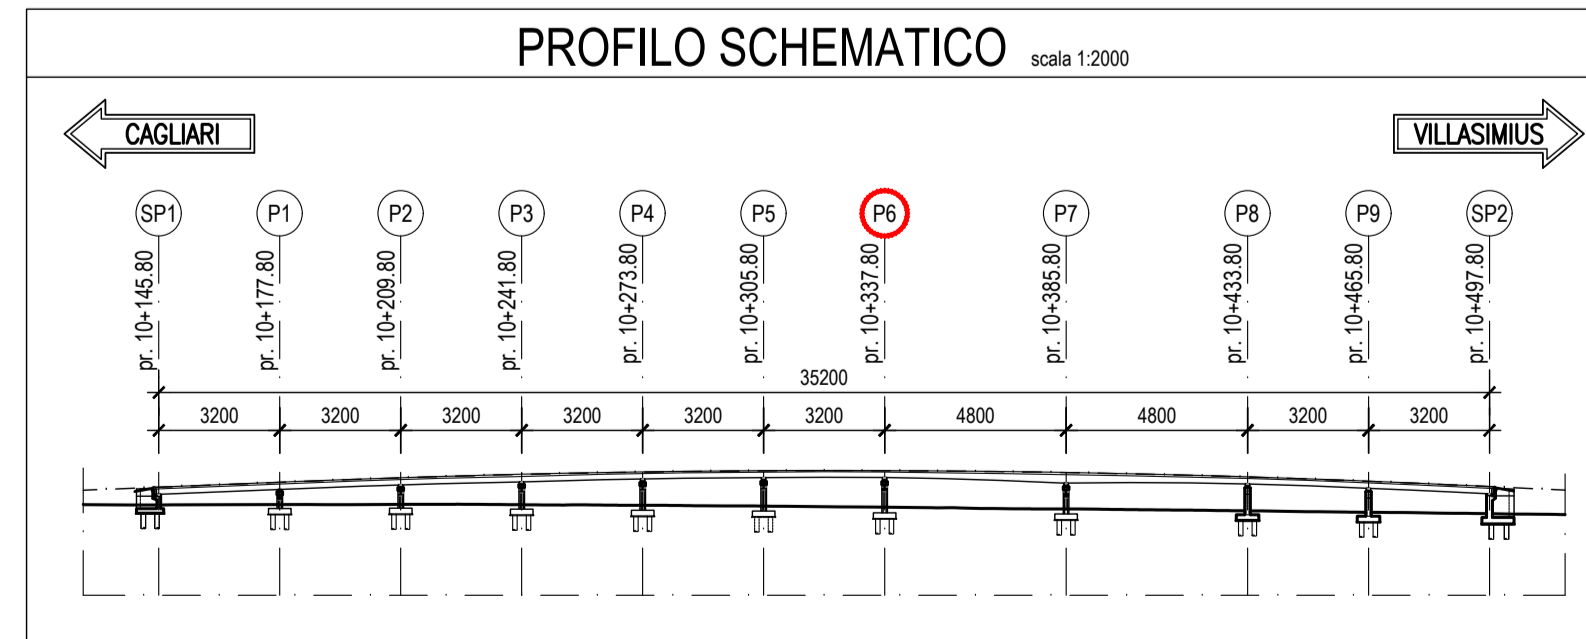 PROFILO SCHEMATICO scala 1:2000
CAGLIARI VILLASIMIUS
SP1 P1 P2 P3 P4 P5 P6 P7 P8 P9 SP2
pr. 10+145.80
pr. 10+177.80
pr. 10+209.80
pr. 10+241.80
pr. 10+273.80
pr. 10+305.80
pr. 10+337.80
pr. 10+385.80
pr. 10+433.80
pr. 10+465.80
pr. 10+497.80
35200
3200 3200 3200 3200 3200 3200 4800 4800 3200 3200